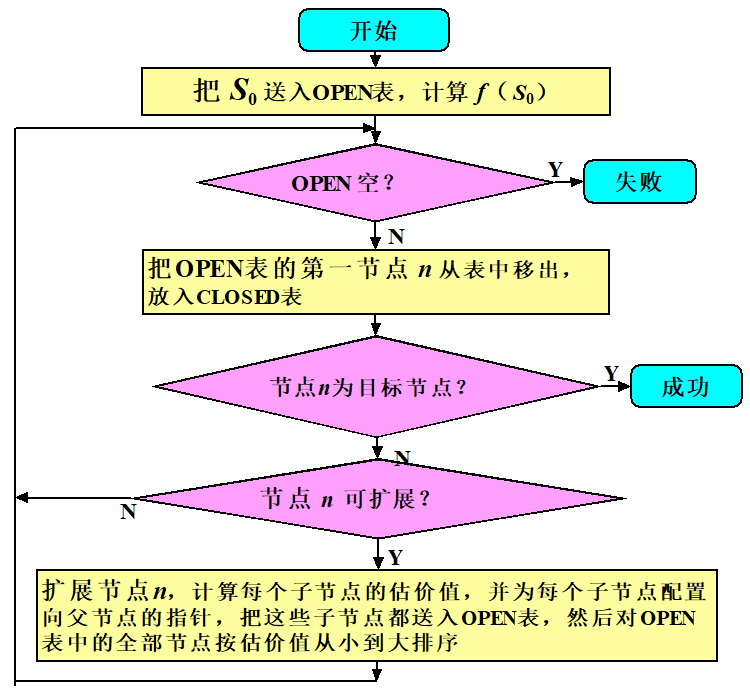 开始
把 S₀ 送入OPEN表，计算 f（S₀）
OPEN 空？
Y
失败
N
把OPEN表的第一节点 n 从表中移出，
放入CLOSED表
节点n为目标节点？
Y
成功
N
节点 n 可扩展？
N
Y
扩展节点n，计算每个子节点的估价值，并为每个子节点配置
向父节点的指针，把这些子节点都送入OPEN表，然后对OPEN
表中的全部节点按估价值从小到大排序